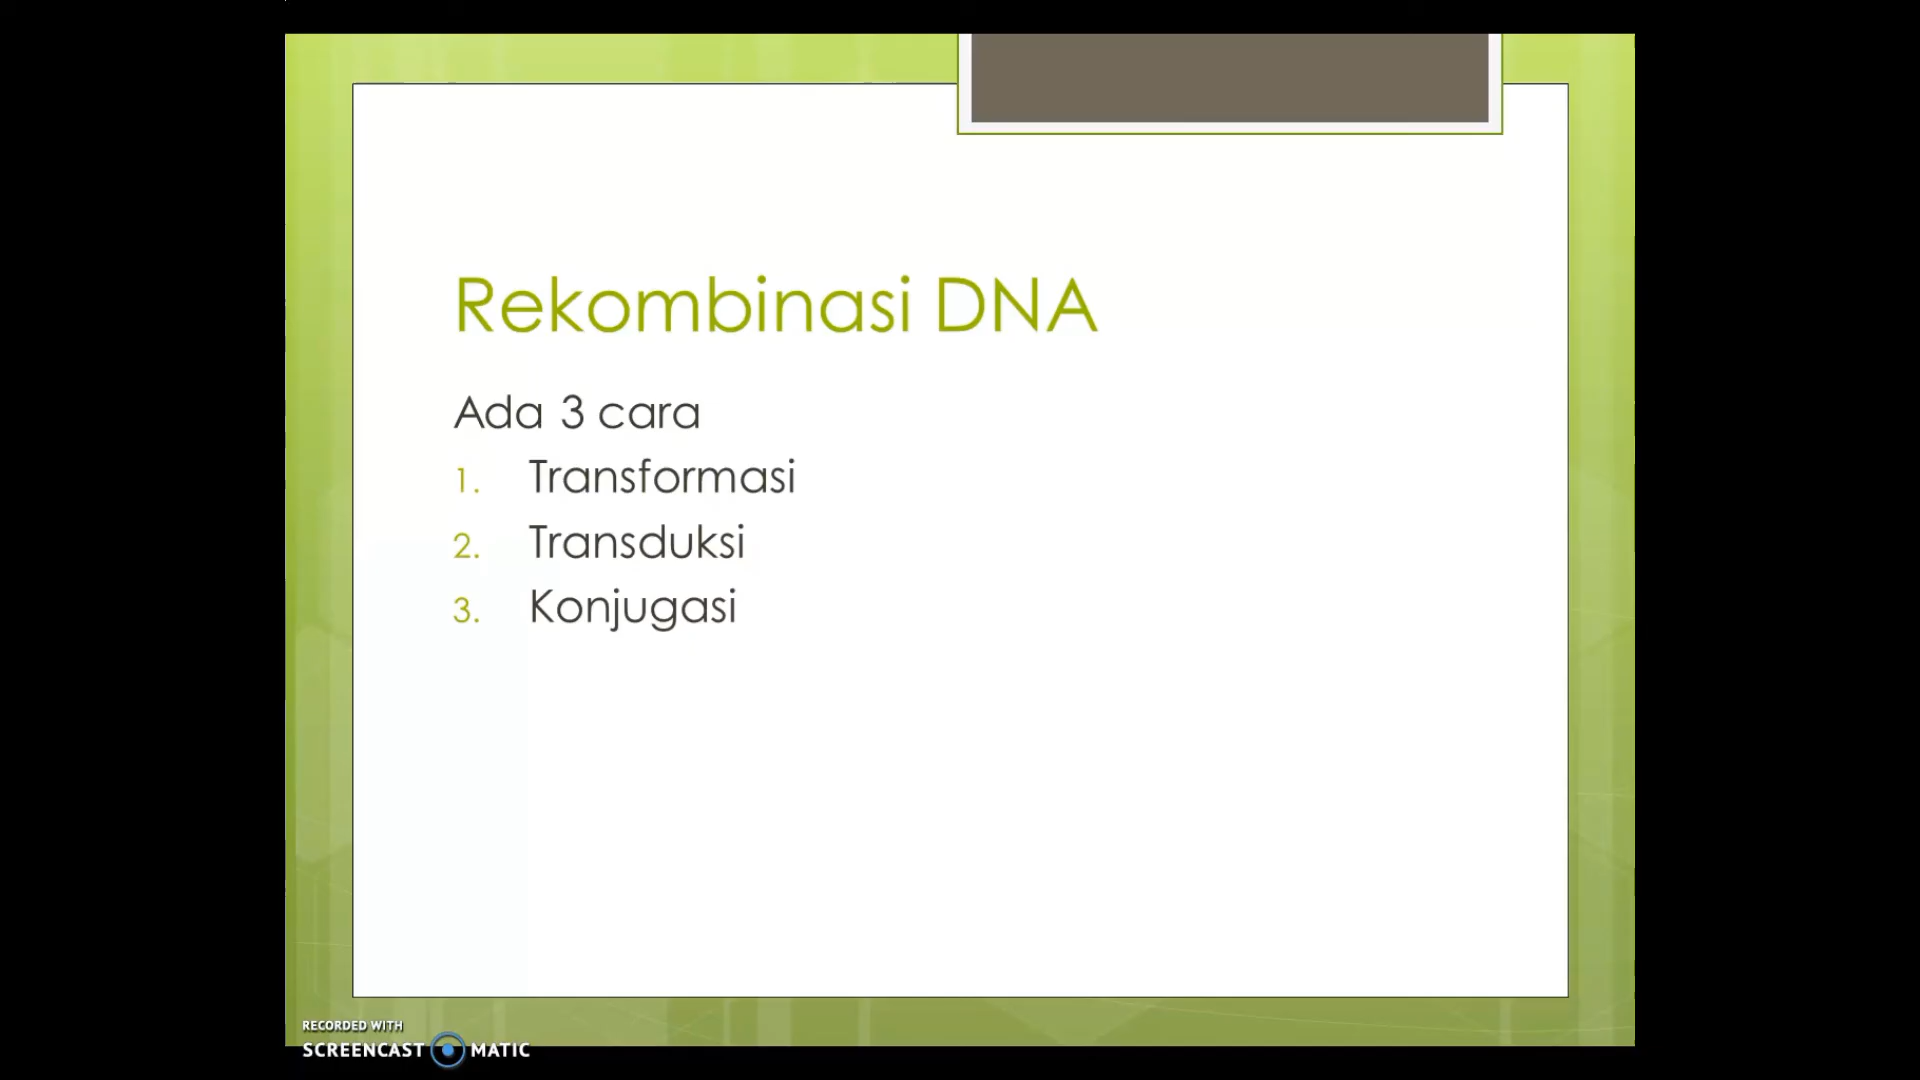 Rekombinasi DNA
Ada 3 cara
1. Transformasi
2. Transduksi
3. Konjugasi
RECORDED WITH
SCREENCAST MATIC